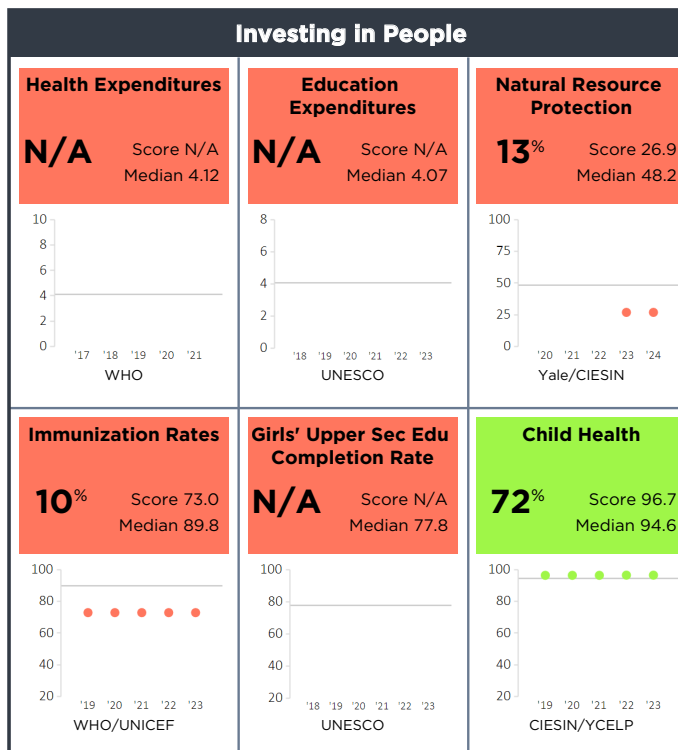 Investing in People
Health Expenditures
N/A
Score N/A
Median 4.12
10
8
6
4
2
0
'17 '18 '19 '20 '21
WHO
Education
Expenditures
N/A
Score N/A
Median 4.07
8
6
4
2
0
'18 '19 '20 '21 '22 '23
UNESCO
Natural Resource
Protection
13%
Score 26.9
Median 48.2
100
75
50
25
0
'20 '21 '22 '23 '24
Yale/CIESIN
Immunization Rates
10%
Score 73.0
Median 89.8
100
80
60
40
20
'19 '20 '21 '22 '23
WHO/UNICEF
Girls' Upper Sec Edu
Completion Rate
N/A
Score N/A
Median 77.8
100
80
60
40
20
'18 '19 '20 '21 '22 '23
UNESCO
Child Health
72%
Score 96.7
Median 94.6
100
80
60
40
20
'19 '20 '21 '22 '23
CIESIN/YCELP